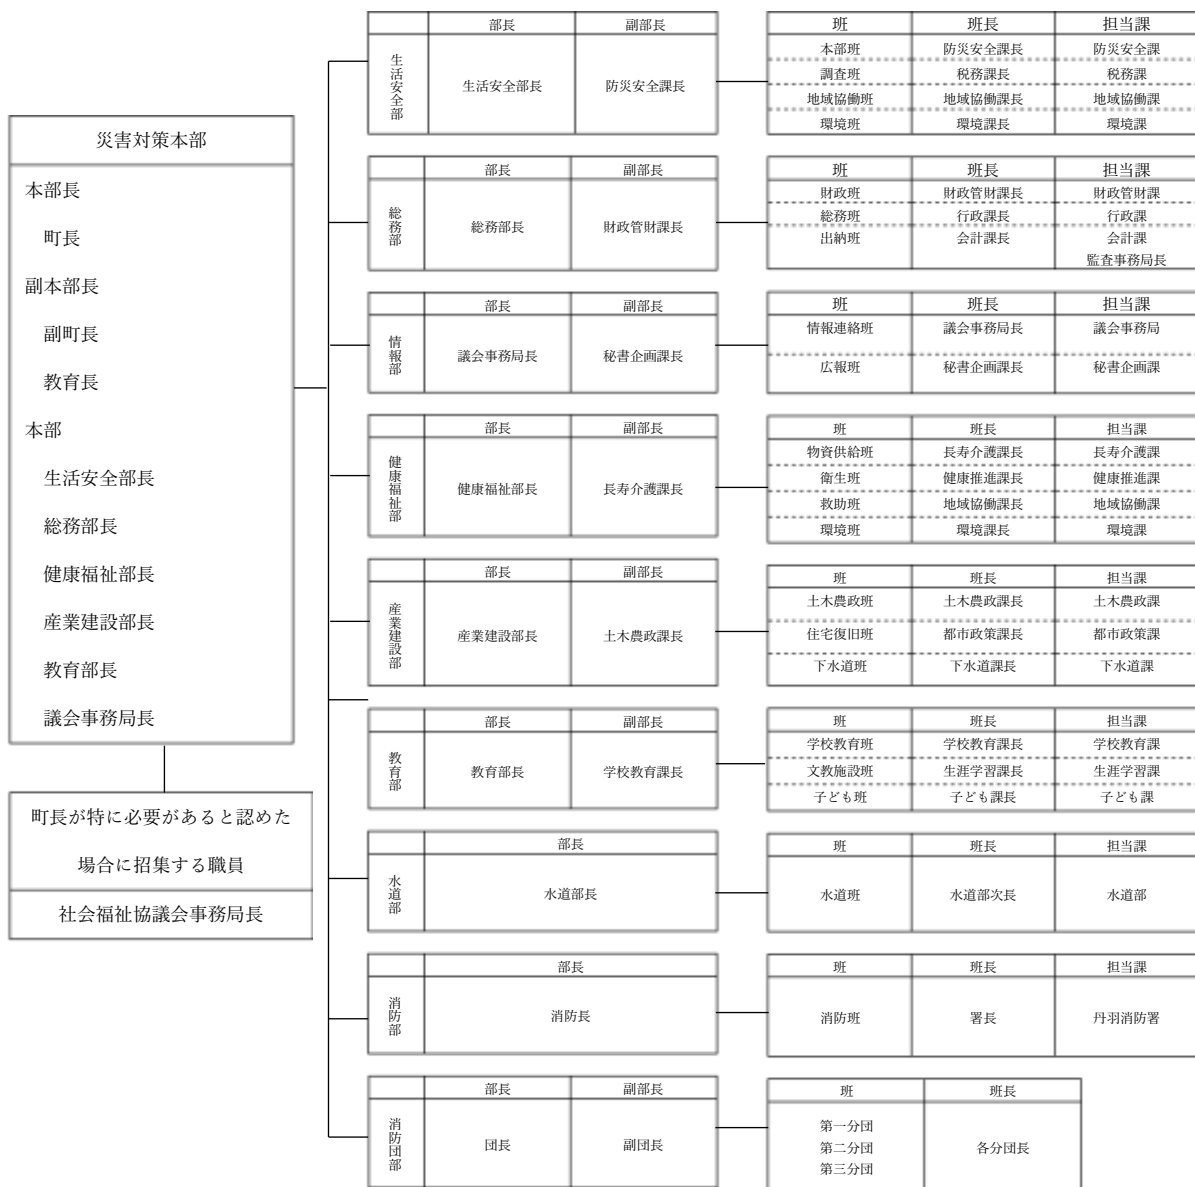 災害対策本部
本部長
町長
副本部長
副町長
教育長
本部
生活安全部長
総務部長
健康福祉部長
産業建設部長
教育部長
議会事務局長
町長が特に必要があると認めた
場合に招集する職員
社会福祉協議会事務局長
部長 副部長
生活安全部 生活安全部長 防災安全課長
班 班長 担当課
本部班 防災安全課長 防災安全課
調査班 税務課長 税務課
地域協働班 地域協働課長 地域協働課
環境班 環境課長 環境課
部長 副部長
総務部 総務部長 財政管財課長
班 班長 担当課
財政班 財政管財課長 財政管財課
総務班 行政課長 行政課
出納班 会計課長 会計課
監査事務局長
部長 副部長
情報部 議会事務局長 秘書企画課長
班 班長 担当課
情報連絡班 議会事務局長 議会事務局
広報班 秘書企画課長 秘書企画課
部長 副部長
健康福祉部 健康福祉部長 長寿介護課長
班 班長 担当課
物資供給班 長寿介護課長 長寿介護課
衛生班 健康推進課長 健康推進課
救助班 地域協働課長 地域協働課
環境班 環境課長 環境課
部長 副部長
産業建設部 産業建設部長 土木農政課長
班 班長 担当課
土木農政班 土木農政課長 土木農政課
住宅復旧班 都市政策課長 都市政策課
下水道班 下水道課長 下水道課
部長 副部長
教育部 教育部長 学校教育課長
班 班長 担当課
学校教育班 学校教育課長 学校教育課
文教施設班 生涯学習課長 生涯学習課
子ども班 子ども課長 子ども課
部長
水道部 水道部長
班 班長 担当課
水道班 水道部次長 水道部
部長
消防部 消防長
班 班長 担当課
消防班 署長 丹羽消防署
部長 副部長
消防団部 団長 副団長
班 班長
第一分団
第二分団 各分団長
第三分団